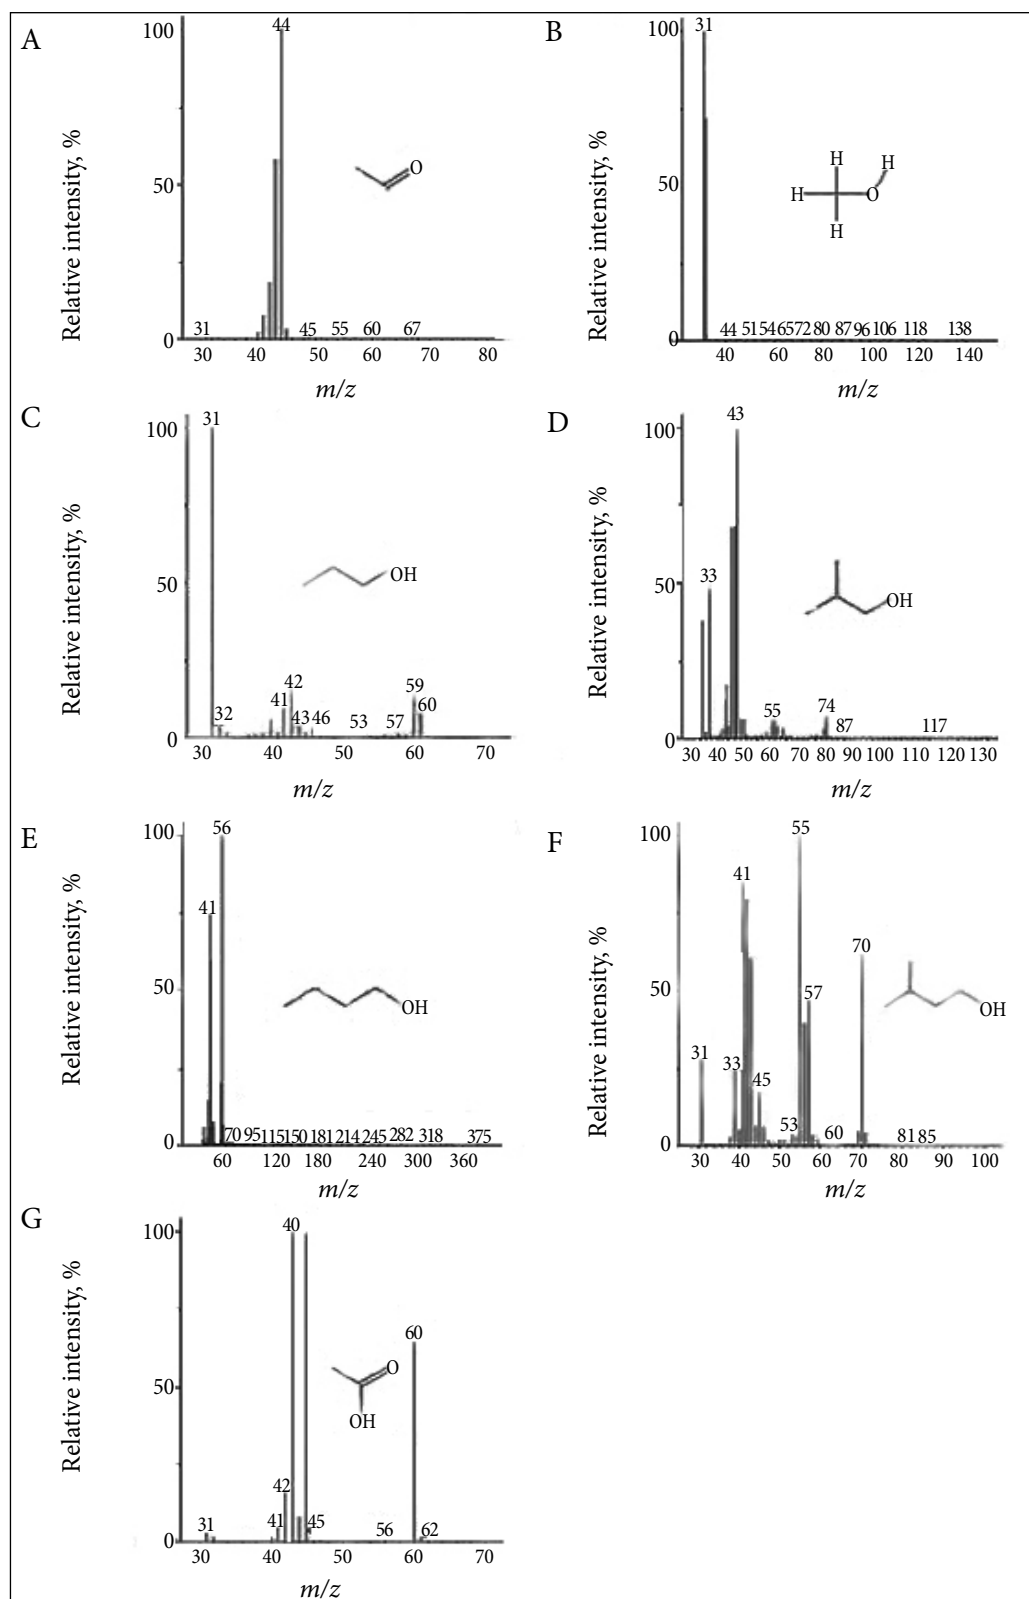 A
B
100
44
100
31
Relative intensity, %
O
Relative intensity, %
H
H
H
O
H
50
50
0
31
45
55
60
67
0
44 51 54 65 72 80 87 96 106 118 138
30 40 50 60 70 80
40 60 80 100 120 140
m/z
m/z
C
D
100
31
100
43
Relative intensity, %
OH
Relative intensity, %
33
OH
50
50
32
41
42
43
46
53
57
59
60
55
74
87
117
0
0
30 40 50 60 70
30 40 50 60 70 80 90 100 110 120 130
m/z
m/z
E
F
100
56
100
55
41
41
Relative intensity, %
OH
Relative intensity, %
70
OH
50
50
57
31
33
45
53
60
81 85
70 95 115 150 181 214 245 282 318 375
0
0
60 120 180 240 300 360
30 40 50 60 70 80 90 100
m/z
m/z
G
100
40
Relative intensity, %
60
O
OH
50
42
31
41
45
56
62
0
30 40 50 60 70
m/z